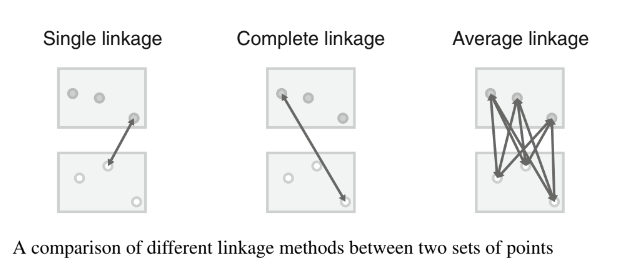 Single linkage
Complete linkage
Average linkage
A comparison of different linkage methods between two sets of points